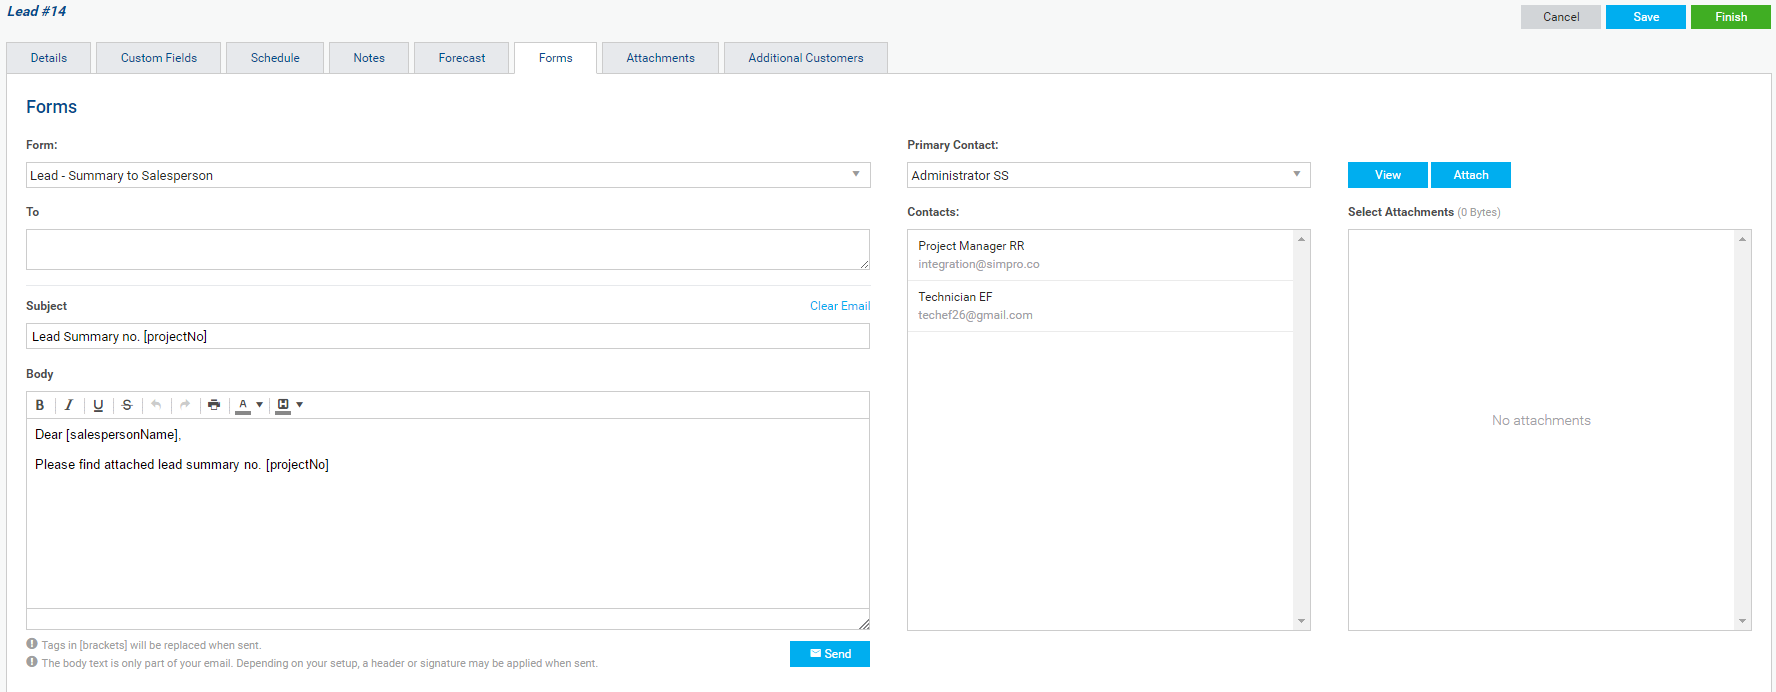 Lead #14
Cancel
Save
Finish
Details
Custom Fields
Schedule
Notes
Forecast
Forms
Attachments
Additional Customers
Forms
Form:
Lead - Summary to Salesperson
To
Subject
Clear Email
Lead Summary no. [projectNo]
Body
B I U S A H
Dear [salespersonName],
Please find attached lead summary no. [projectNo]
Tags in [brackets] will be replaced when sent.
The body text is only part of your email. Depending on your setup, a header or signature may be applied when sent.
Send
Primary Contact:
Administrator SS
Contacts:
Project Manager RR
integration@simpro.co
Technician EF
techef26@gmail.com
View
Attach
Select Attachments (0 Bytes)
No attachments